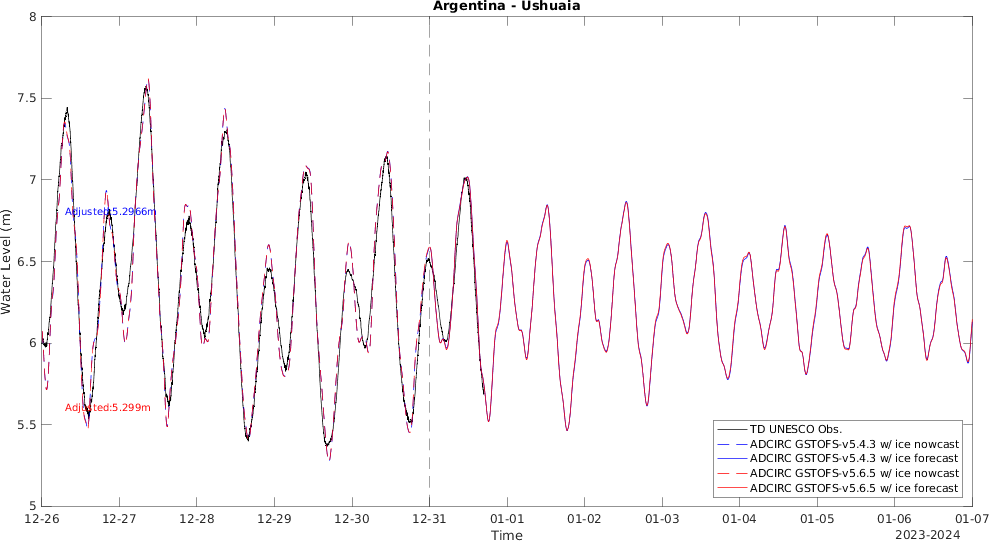 Argentina - Ushuaia
8
7.5
7
6.5
6
5.5
5
Water Level (m)
Adjusted:5.2966m
Adjusted:5.299m
TD UNESCO Obs.
ADCIRC GSTOFS-v5.4.3 w/ ice nowcast
ADCIRC GSTOFS-v5.4.3 w/ ice forecast
ADCIRC GSTOFS-v5.6.5 w/ ice nowcast
ADCIRC GSTOFS-v5.6.5 w/ ice forecast
12-26 12-27 12-28 12-29 12-30 12-31 01-01 01-02 01-03 01-04 01-05 01-06 01-07
Time
2023-2024